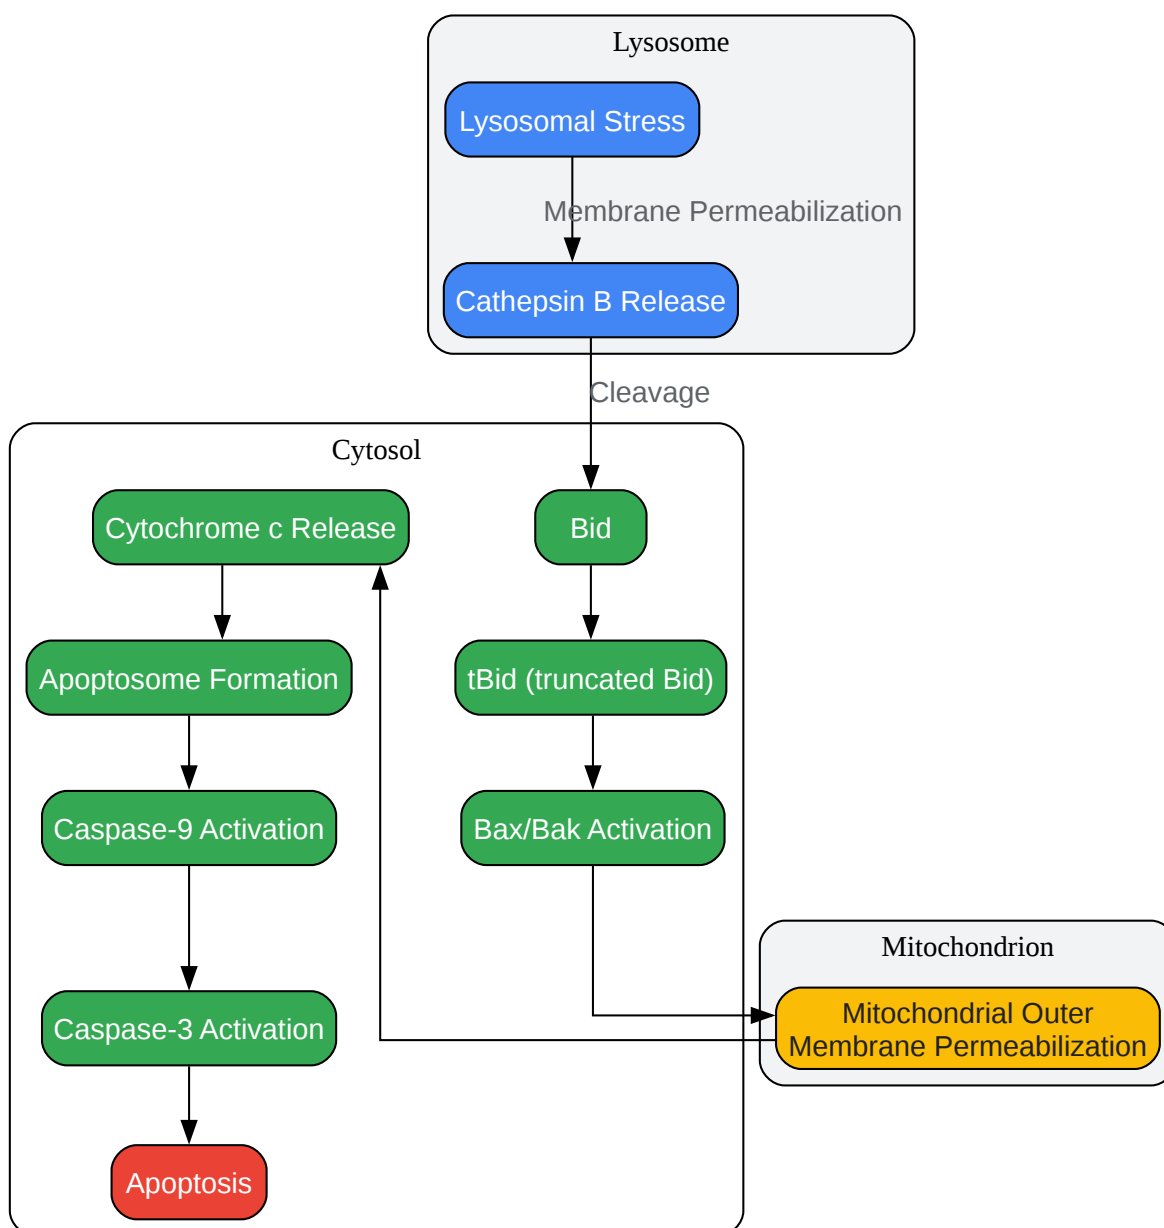 Lysosome
Lysosomal Stress
Membrane Permeabilization
Cathepsin B Release
Cleavage
Cytosol
Cytochrome c Release
Bid
Apoptosome Formation
tBid (truncated Bid)
Caspase-9 Activation
Bax/Bak Activation
Mitochondrion
Mitochondrial Outer
Membrane Permeabilization
Caspase-3 Activation
Apoptosis